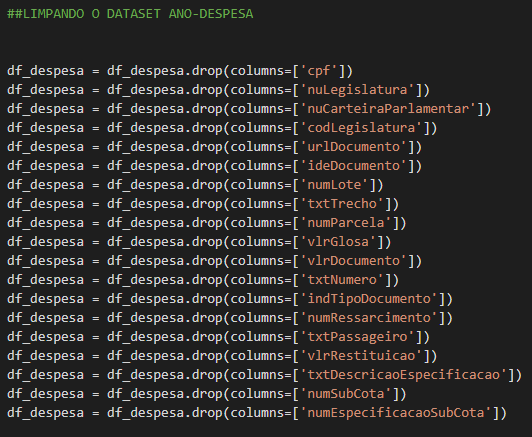 ##LIMPANDO O DATASET ANO-DESPESA
df_despesa = df_despesa.drop(columns=['cpf'])
df_despesa = df_despesa.drop(columns=['nuLegislatura'])
df_despesa = df_despesa.drop(columns=['nuCarteiraParlamentar'])
df_despesa = df_despesa.drop(columns=['codLegislatura'])
df_despesa = df_despesa.drop(columns=['urlDocumento'])
df_despesa = df_despesa.drop(columns=['ideDocumento'])
df_despesa = df_despesa.drop(columns=['numLote'])
df_despesa = df_despesa.drop(columns=['txtTrecho'])
df_despesa = df_despesa.drop(columns=['numParcela'])
df_despesa = df_despesa.drop(columns=['vlrGlosa'])
df_despesa = df_despesa.drop(columns=['vlrDocumento'])
df_despesa = df_despesa.drop(columns=['txtNumero'])
df_despesa = df_despesa.drop(columns=['indTipoDocumento'])
df_despesa = df_despesa.drop(columns=['numRessarcimento'])
df_despesa = df_despesa.drop(columns=['txtPassageiro'])
df_despesa = df_despesa.drop(columns=['vlrRestituicao'])
df_despesa = df_despesa.drop(columns=['txtDescricaoEspecificacao'])
df_despesa = df_despesa.drop(columns=['numSubCota'])
df_despesa = df_despesa.drop(columns=['numEspecificacaoSubCota'])